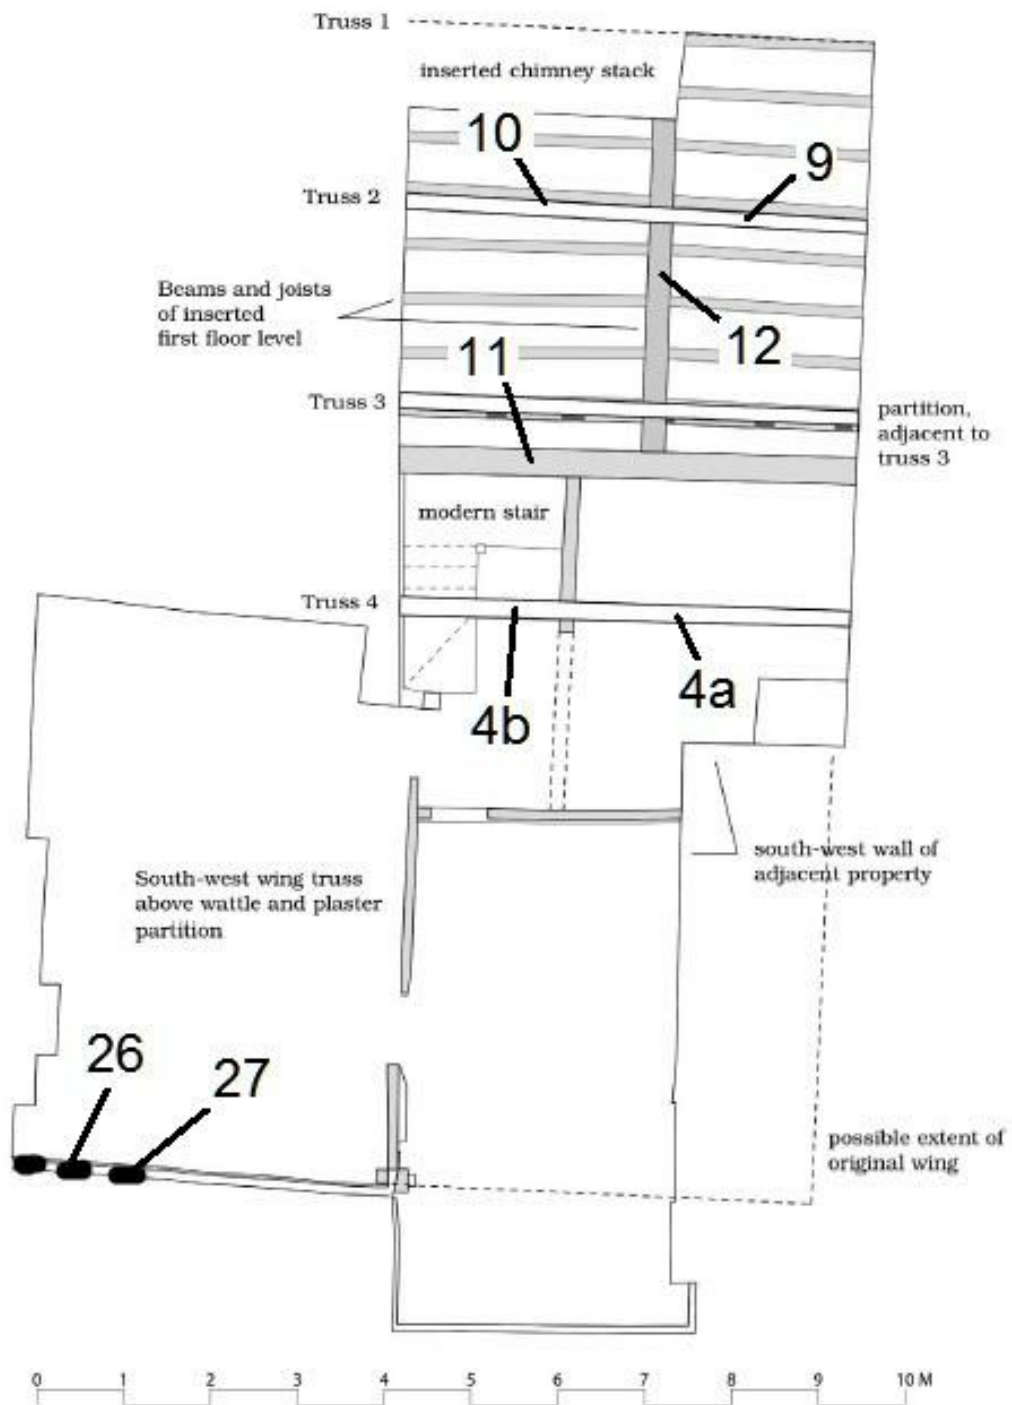 Truss 1
inserted chimney stack
10
9
Truss 2
Beams and joists
of inserted
first floor level
12
11
Truss 3
partition,
adjacent to
truss 3
modern stair
Truss 4
4a
4b
south-west wall of
adjacent property
South-west wing truss
above wattle and plaster
partition
26
27
possible extent of
original wing
0 1 2 3 4 5 6 7 8 9 10 M